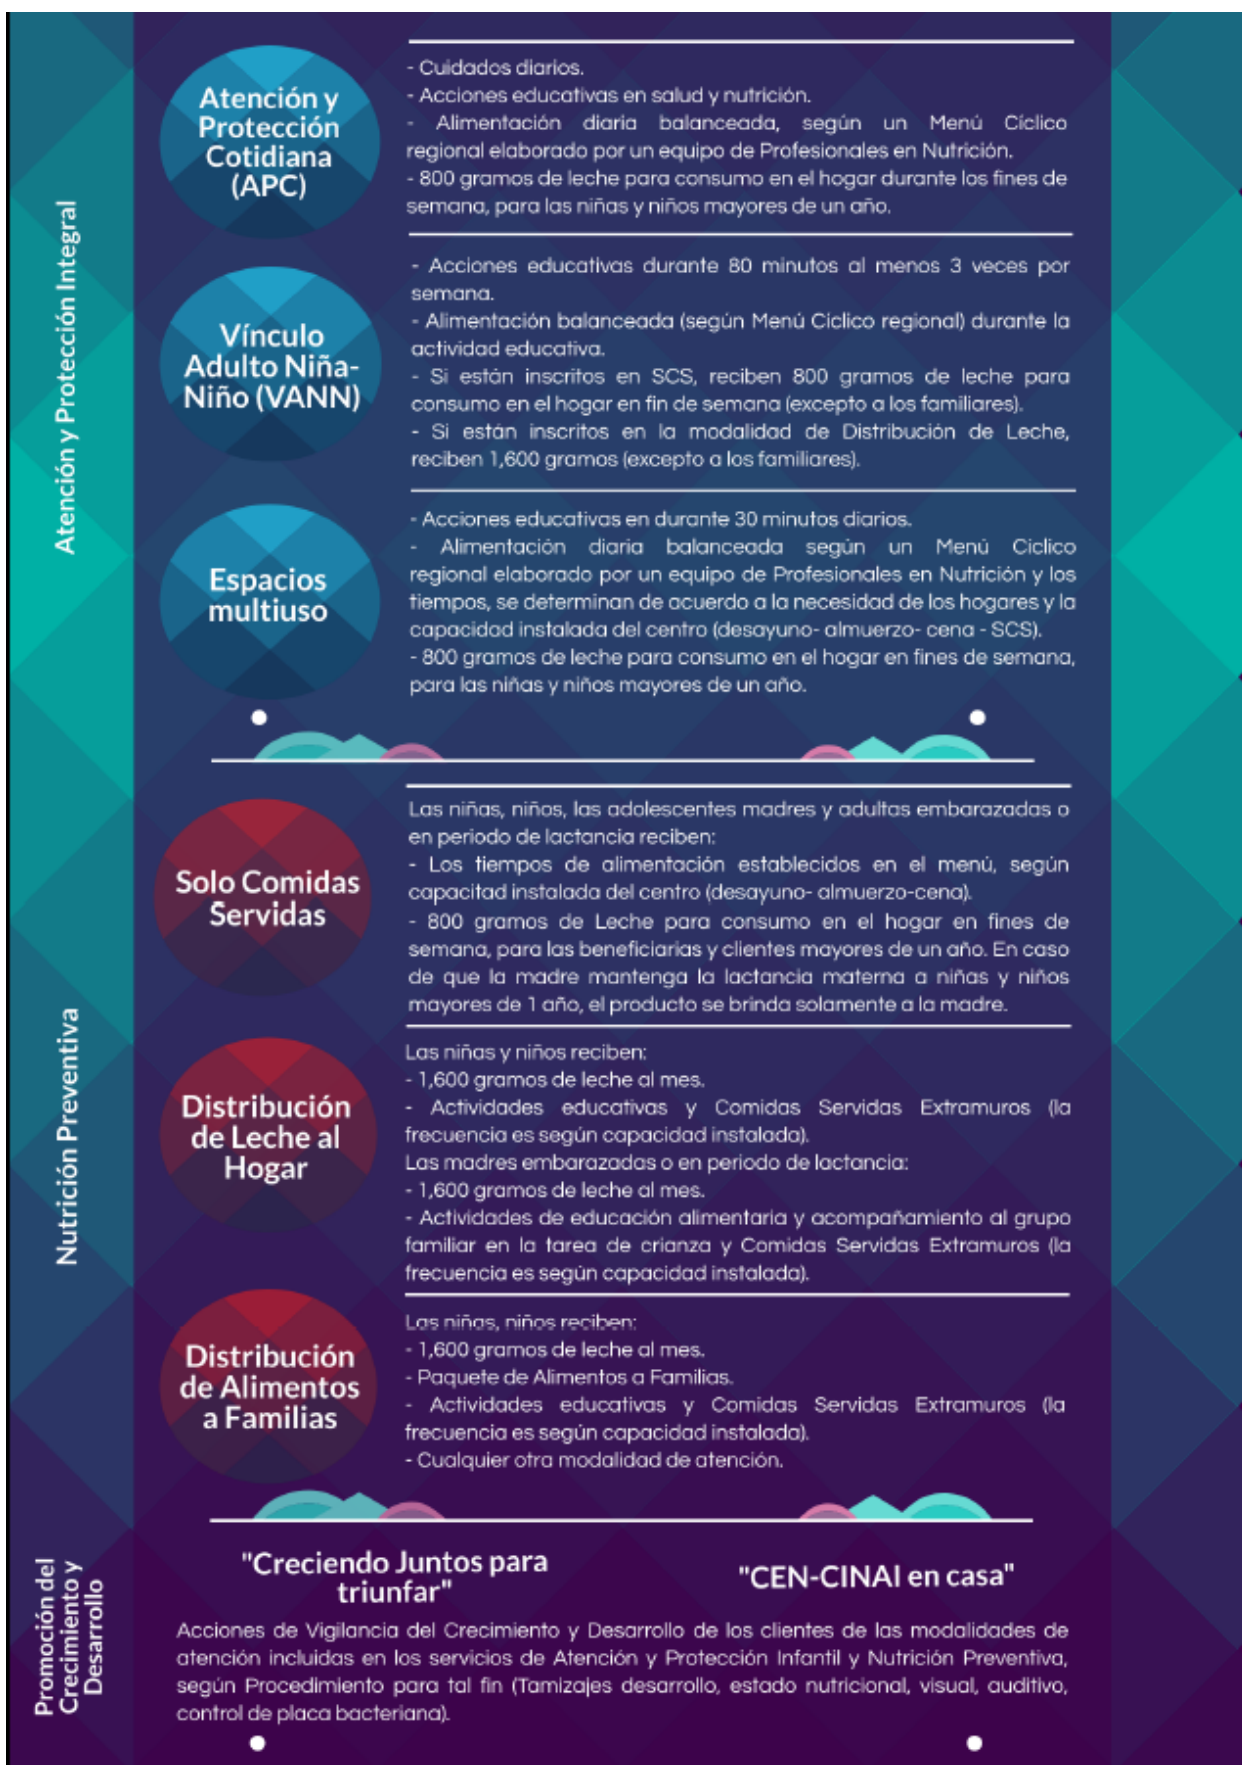 Atención y Protección Integral
Atención y
Protección
Cotidiana
(APC)
- Cuidados diarios.
- Acciones educativas en salud y nutrición.
- Alimentación diaria balanceada, según un Menú Cíclico
regional elaborado por un equipo de Profesionales en Nutrición.
- 800 gramos de leche para consumo en el hogar durante los fines de
semana, para las niñas y niños mayores de un año.
Vínculo
Adulto Niña-
Niño (VANN)
- Acciones educativas durante 80 minutos al menos 3 veces por
semana.
- Alimentación balanceada (según Menú Cíclico regional) durante la
actividad educativa.
- Si están inscritos en SCS, reciben 800 gramos de leche para
consumo en el hogar en fin de semana (excepto a los familiares).
- Si están inscritos en la modalidad de Distribución de Leche,
reciben 1,600 gramos (excepto a los familiares).
Espacios
multiuso
- Acciones educativas en durante 30 minutos diarios.
- Alimentación diaria balanceada según un Menú Cíclico
regional elaborado por un equipo de Profesionales en Nutrición y los
tiempos, se determinan de acuerdo a la necesidad de los hogares y la
capacidad instalada del centro (desayuno- almuerzo- cena - SCS).
- 800 gramos de leche para consumo en el hogar en fines de semana,
para las niñas y niños mayores de un año.
Nutrición Preventiva
Solo Comidas
Servidas
Las niñas, niños, las adolescentes madres y adultas embarazadas o
en periodo de lactancia reciben:
- Los tiempos de alimentación establecidos en el menú, según
capacitad instalada del centro (desayuno- almuerzo-cena).
- 800 gramos de Leche para consumo en el hogar en fines de
semana, para las beneficiarias y clientes mayores de un año. En caso
de que la madre mantenga la lactancia materna a niñas y niños
mayores de 1 año, el producto se brinda solamente a la madre.
Distribución
de Leche al
Hogar
Las niñas y niños reciben:
- 1,600 gramos de leche al mes.
- Actividades educativas y Comidas Servidas Extramuros (la
frecuencia es según capacidad instalada).
Las madres embarazadas o en periodo de lactancia:
- 1,600 gramos de leche al mes.
- Actividades de educación alimentaria y acompañamiento al grupo
familiar en la tarea de crianza y Comidas Servidas Extramuros (la
frecuencia es según capacidad instalada).
Distribución
de Alimentos
a Familias
Las niñas, niños reciben:
- 1,600 gramos de leche al mes.
- Paquete de Alimentos a Familias.
- Actividades educativas y Comidas Servidas Extramuros (la
frecuencia es según capacidad instalada).
- Cualquier otra modalidad de atención.
Promoción del
Crecimiento y
Desarrollo
"Creciendo Juntos para
triunfar"
"CEN-CINAI en casa"
Acciones de Vigilancia del Crecimiento y Desarrollo de los clientes de las modalidades de
atención incluidas en los servicios de Atención y Protección Infantil y Nutrición Preventiva,
según Procedimiento para tal fin (Tamizajes desarrollo, estado nutricional, visual, auditivo,
control de placa bacteriana).